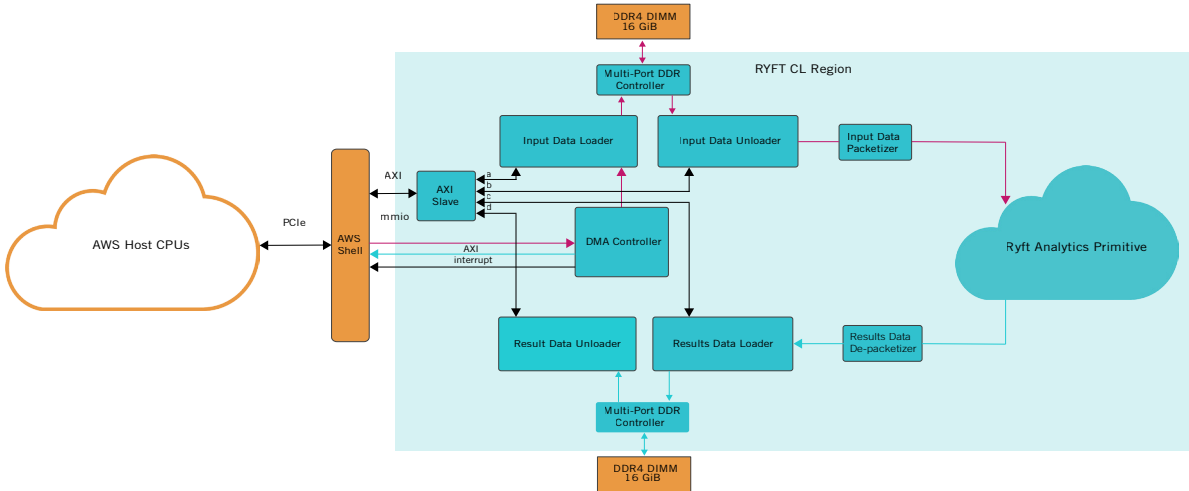 DDR4 DIMM
16 GiB
RYFT CL Region
Multi-Port DDR
Controller
Input Data Loader
Input Data Unloader
Input Data
Packetizer
AXI
a
b
c
d
AXI
Slave
mmio
PCIe
AWS Host CPUs
AWS
Shell
AXI
interrupt
DMA Controller
Ryft Analytics Primitive
Result Data Unloader
Results Data Loader
Results Data
De-packetizer
Multi-Port DDR
Controller
DDR4 DIMM
16 GiB